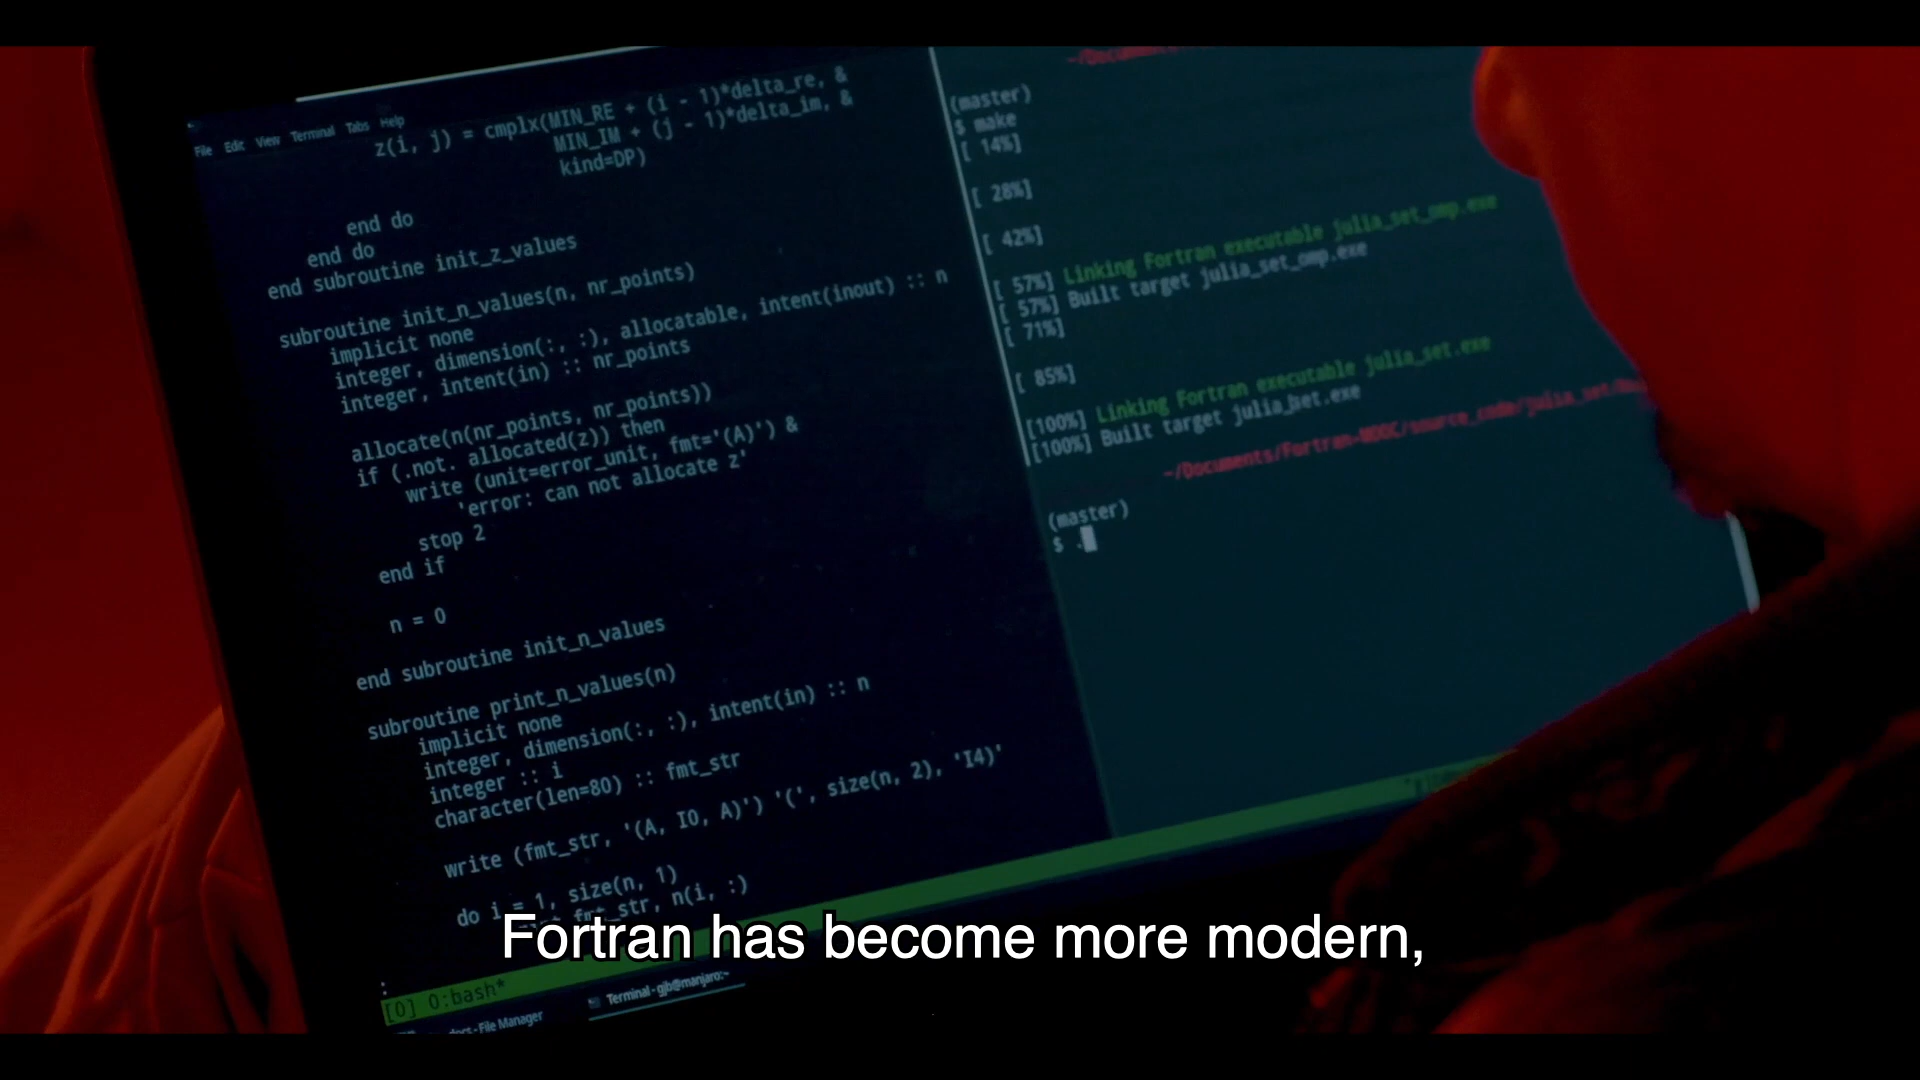 File Edit View Terminal Tabs Help
z(i, j) = cmplx(MIN_RE + (i - 1)*delta_re, &
MIN_IM + (j - 1)*delta_im, &
kind=DP)
end do
end do
end subroutine init_z_values
subroutine init_n_values(n, nr_points)
implicit none
integer, dimension(:, :), allocatable, intent(inout) :: n
integer, intent(in) :: nr_points
allocate(n(nr_points, nr_points))
if (.not. allocated(z)) then
write (unit=error_unit, fmt='(A)') &
'error: can not allocate z'
stop 2
end if
n = 0
end subroutine init_n_values
subroutine print_n_values(n)
implicit none
integer, dimension(:, :), intent(in) :: n
integer :: i
character(len=80) :: fmt_str
write (fmt_str, '(A, I0, A)') '(', size(n, 2), 'I4)'
do i = 1, size(n, 1)
fmt_str, n(i, :)
:
[0] 0:bash*
Terminal - gjb@manjaro:~
- File Manager
(master)
$ make
[ 14%]
[ 28%]
[ 42%]
[ 57%] Linking Fortran executable julia_set_omp.exe
[ 57%] Built target julia_set_omp.exe
[ 71%]
[ 85%]
[100%] Linking Fortran executable julia_set.exe
[100%] Built target julia_set.exe
~/Documents/Fortran-MOOC/source_code/julia_set/
(master)
$ .
Fortran has become more modern,